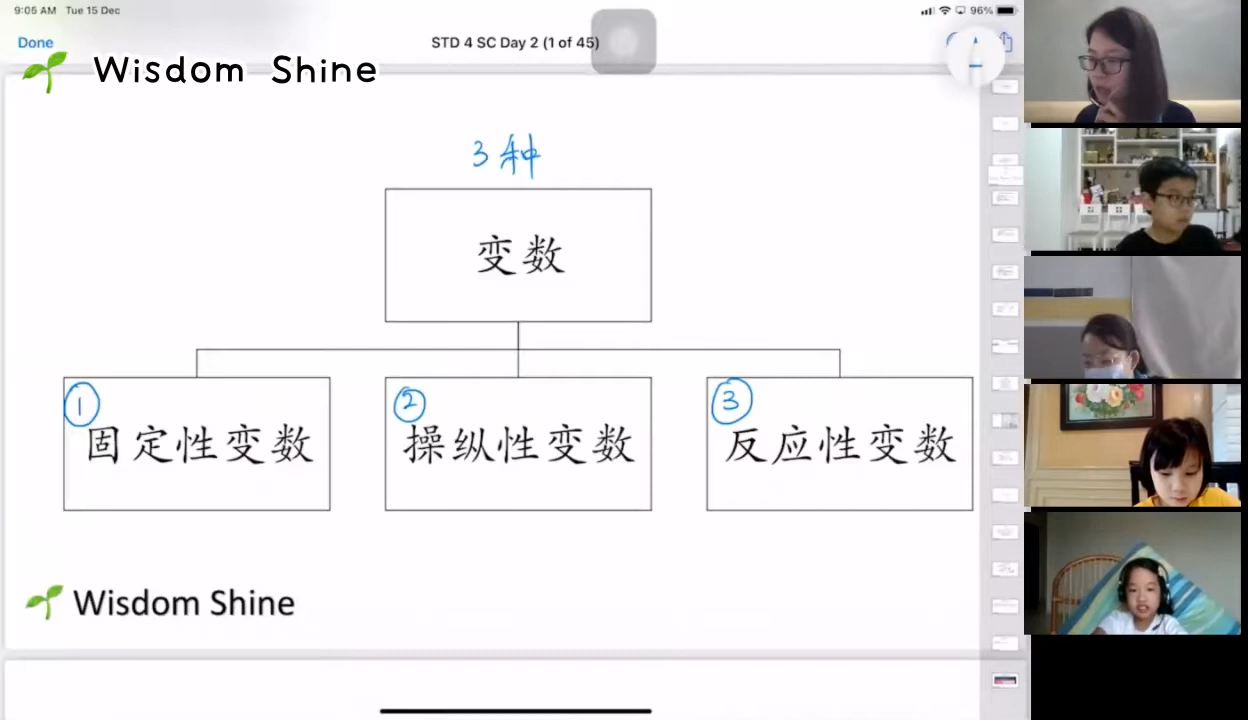 9:05 AM Tue 15 Dec
96%
Done
STD 4 SC Day 2 (1 of 45)
Wisdom Shine
3种
变数
1
固定性变数
2
操纵性变数
3
反应性变数
Wisdom Shine